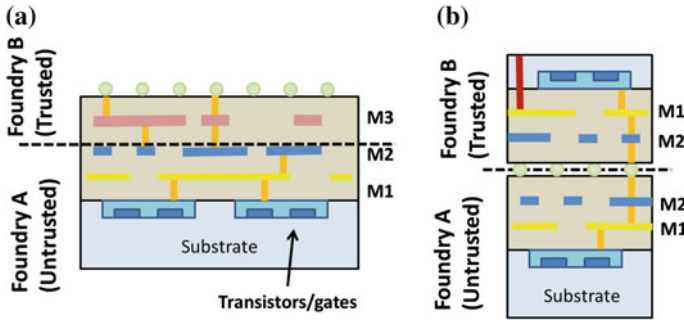 (a)
Foundry B
(Trusted)
M3
M2
M1
Foundry A
(Untrusted)
Substrate
Transistors/gates
(b)
Foundry B
(Trusted)
M1
M2
M2
M1
Foundry A
(Untrusted)
Substrate